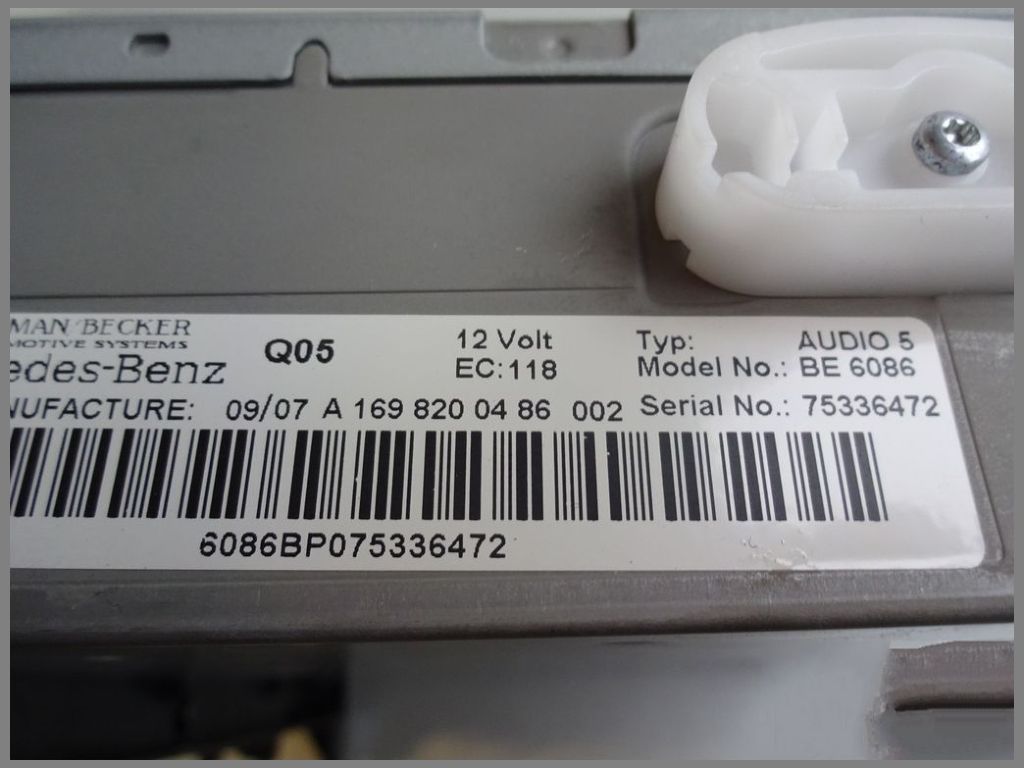 MAN/BECKER
MOTIVE SYSTEMS
edes-Benz
Q05
12 Volt
EC:118
Typ: AUDIO 5
Model No.: BE 6086
NUFACTURE: 09/07 A 169 820 04 86 002 Serial No.: 75336472
6086BP075336472